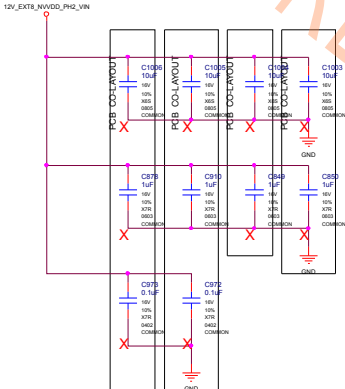 12V_EXT8_NVVDD_PH2_VIN
PCB CO-LAYOUT
PCB CO-LAYOUT
PCB CO-LAYOUT
PCB CO-LAYOUT
C1006
10uF
16V
10%
X6S
0805
COMMON
C1005
10uF
16V
10%
X6S
0805
COMMON
10uF
16V
10%
X6S
0805
COMMON
C1003
10uF
16V
10%
X6S
0805
COMMON
GND
C878
1uF
16V
10%
X7R
0603
COMMON
C910
1uF
16V
10%
X7R
0603
COMMON
C849
1uF
16V
10%
X7R
0603
COMMON
C850
1uF
16V
10%
X7R
0603
COMMON
GND
C973
0.1uF
16V
10%
X7R
0402
COMMON
C972
0.1uF
16V
10%
X7R
0402
COMMON
GND